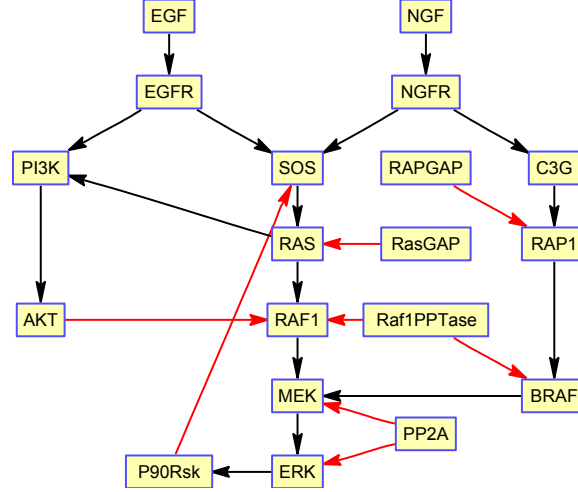 EGF
NGF
EGFR
NGFR
PI3K
SOS
RAPGAP
C3G
RAS
RasGAP
RAP1
AKT
RAF1
Raf1PPTase
MEK
BRAF
PP2A
P90Rsk
ERK